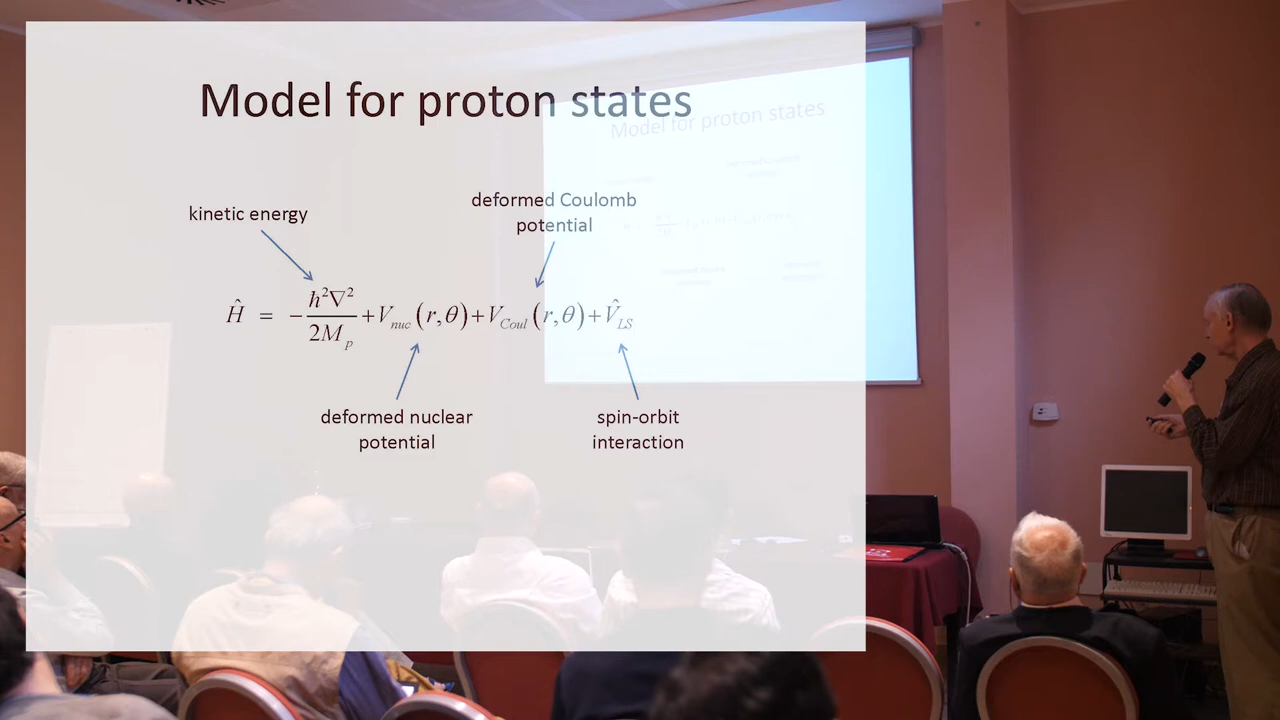 Model for proton states
deformed Coulomb
potential
kinetic energy
Ĥ = −ħ²∇²/2M_p + V_nuc(r,θ) + V_Coul(r,θ) + V̂_LS
deformed nuclear
potential
spin-orbit
interaction
Model for proton states